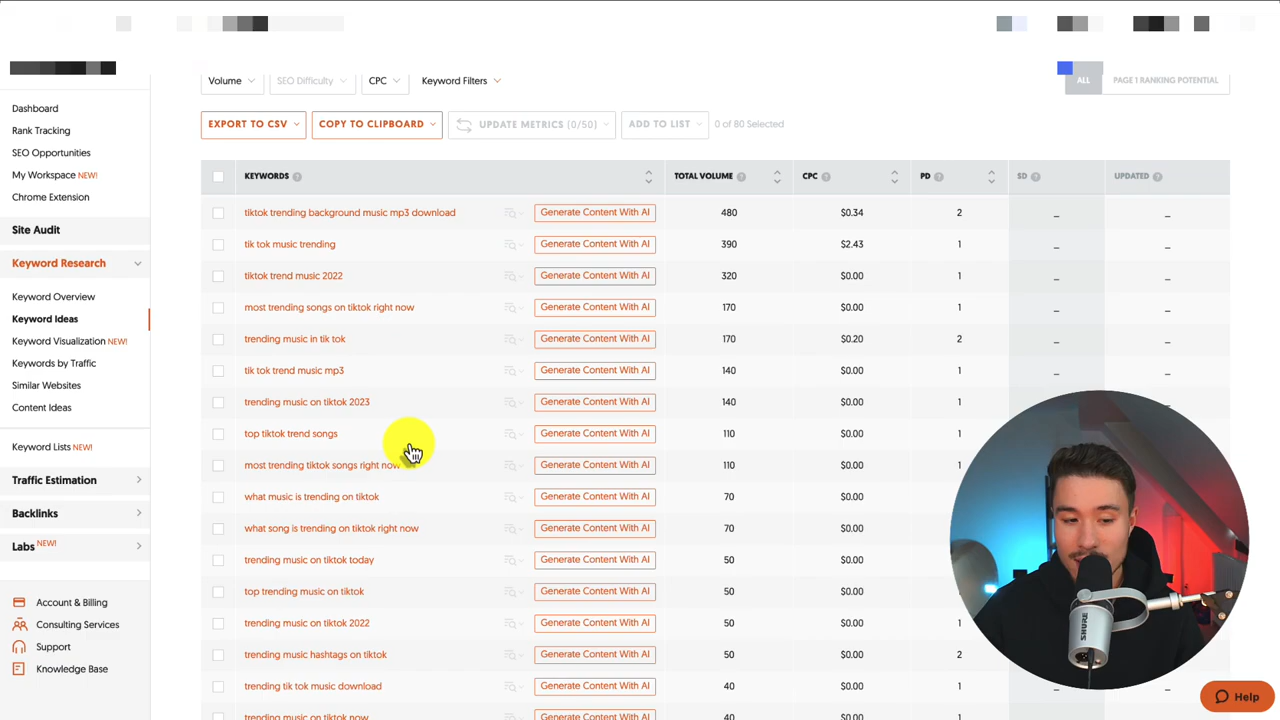 Volume SEO Difficulty CPC Keyword Filters ALL PAGE 1 RANKING POTENTIAL
EXPORT TO CSV COPY TO CLIPBOARD UPDATE METRICS (0/50) ADD TO LIST 0 of 80 Selected
Dashboard
Rank Tracking
SEO Opportunities
My Workspace NEW!
Chrome Extension
Site Audit
Keyword Research
Keyword Overview
Keyword Ideas
Keyword Visualization NEW!
Keywords by Traffic
Similar Websites
Content Ideas
Keyword Lists NEW!
Traffic Estimation
Backlinks
Labs NEW!
Account & Billing
Consulting Services
Support
Knowledge Base
KEYWORDS ? TOTAL VOLUME ? CPC ? PD ? SD ? UPDATED ?
tiktok trending background music mp3 download Generate Content With AI 480 $0.34 2 _ _
tik tok music trending Generate Content With AI 390 $2.43 1 _ _
tiktok trend music 2022 Generate Content With AI 320 $0.00 1 _ _
most trending songs on tiktok right now Generate Content With AI 170 $0.00 1 _ _
trending music in tik tok Generate Content With AI 170 $0.20 2 _ _
tik tok trend music mp3 Generate Content With AI 140 $0.00 1 _ _
trending music on tiktok 2023 Generate Content With AI 140 $0.00 1 _ _
top tiktok trend songs Generate Content With AI 110 $0.00 1
most trending tiktok songs right now Generate Content With AI 110 $0.00 1
what music is trending on tiktok Generate Content With AI 70 $0.00
what song is trending on tiktok right now Generate Content With AI 70 $0.00
trending music on tiktok today Generate Content With AI 50 $0.00
top trending music on tiktok Generate Content With AI 50 $0.00
trending music on tiktok 2022 Generate Content With AI 50 $0.00 1
trending music hashtags on tiktok Generate Content With AI 50 $0.00 2
trending tik tok music download Generate Content With AI 40 $0.00 1 _ _
trending music on tiktok now Generate Content With AI 40 $0.00 1
SHURE
Help